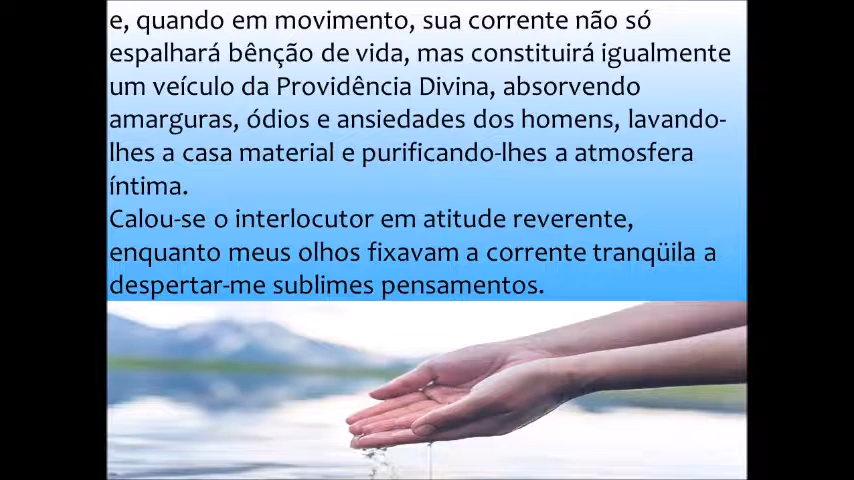 e, quando em movimento, sua corrente não só
espalhará bênção de vida, mas constituirá igualmente
um veículo da Providência Divina, absorvendo
amarguras, ódios e ansiedades dos homens, lavando-
lhes a casa material e purificando-lhes a atmosfera
íntima.
Calou-se o interlocutor em atitude reverente,
enquanto meus olhos fixavam a corrente tranqüila a
despertar-me sublimes pensamentos.